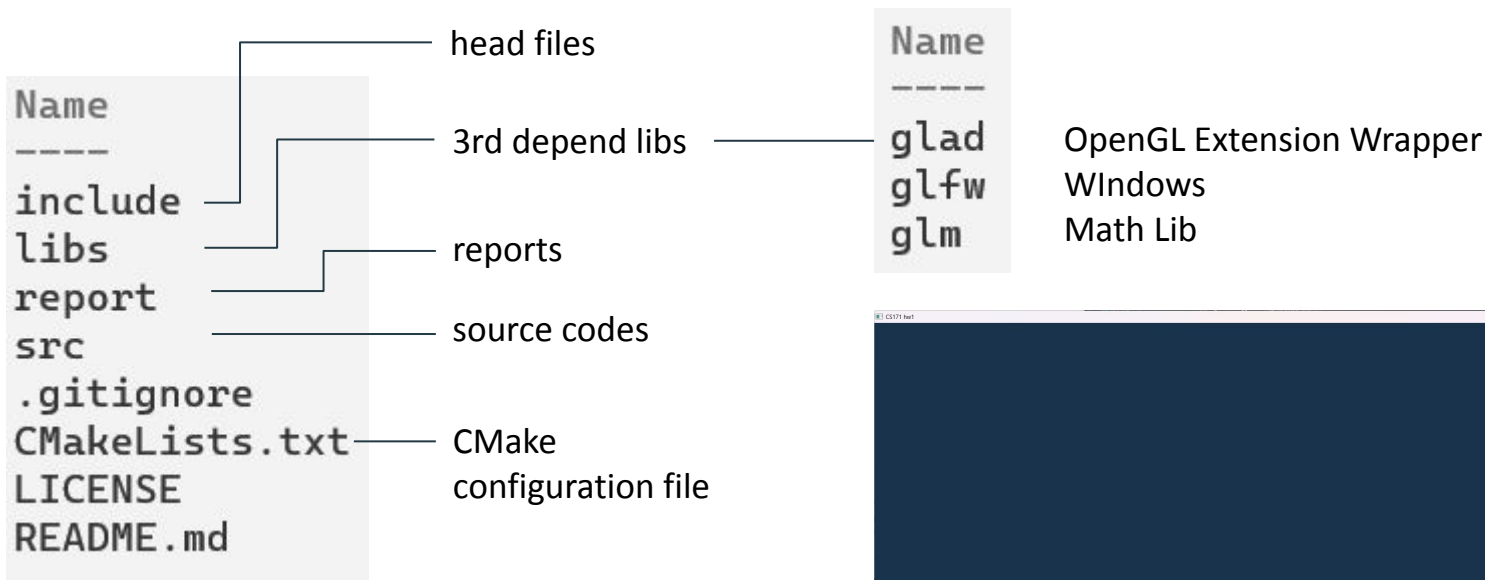 Name
----
include
libs
report
src
.gitignore
CMakeLists.txt
LICENSE
README.md
head files
3rd depend libs
reports
source codes
CMake
configuration file
Name
----
glad
glfw
glm
OpenGL Extension Wrapper
WIndows
Math Lib
CS171 hw1